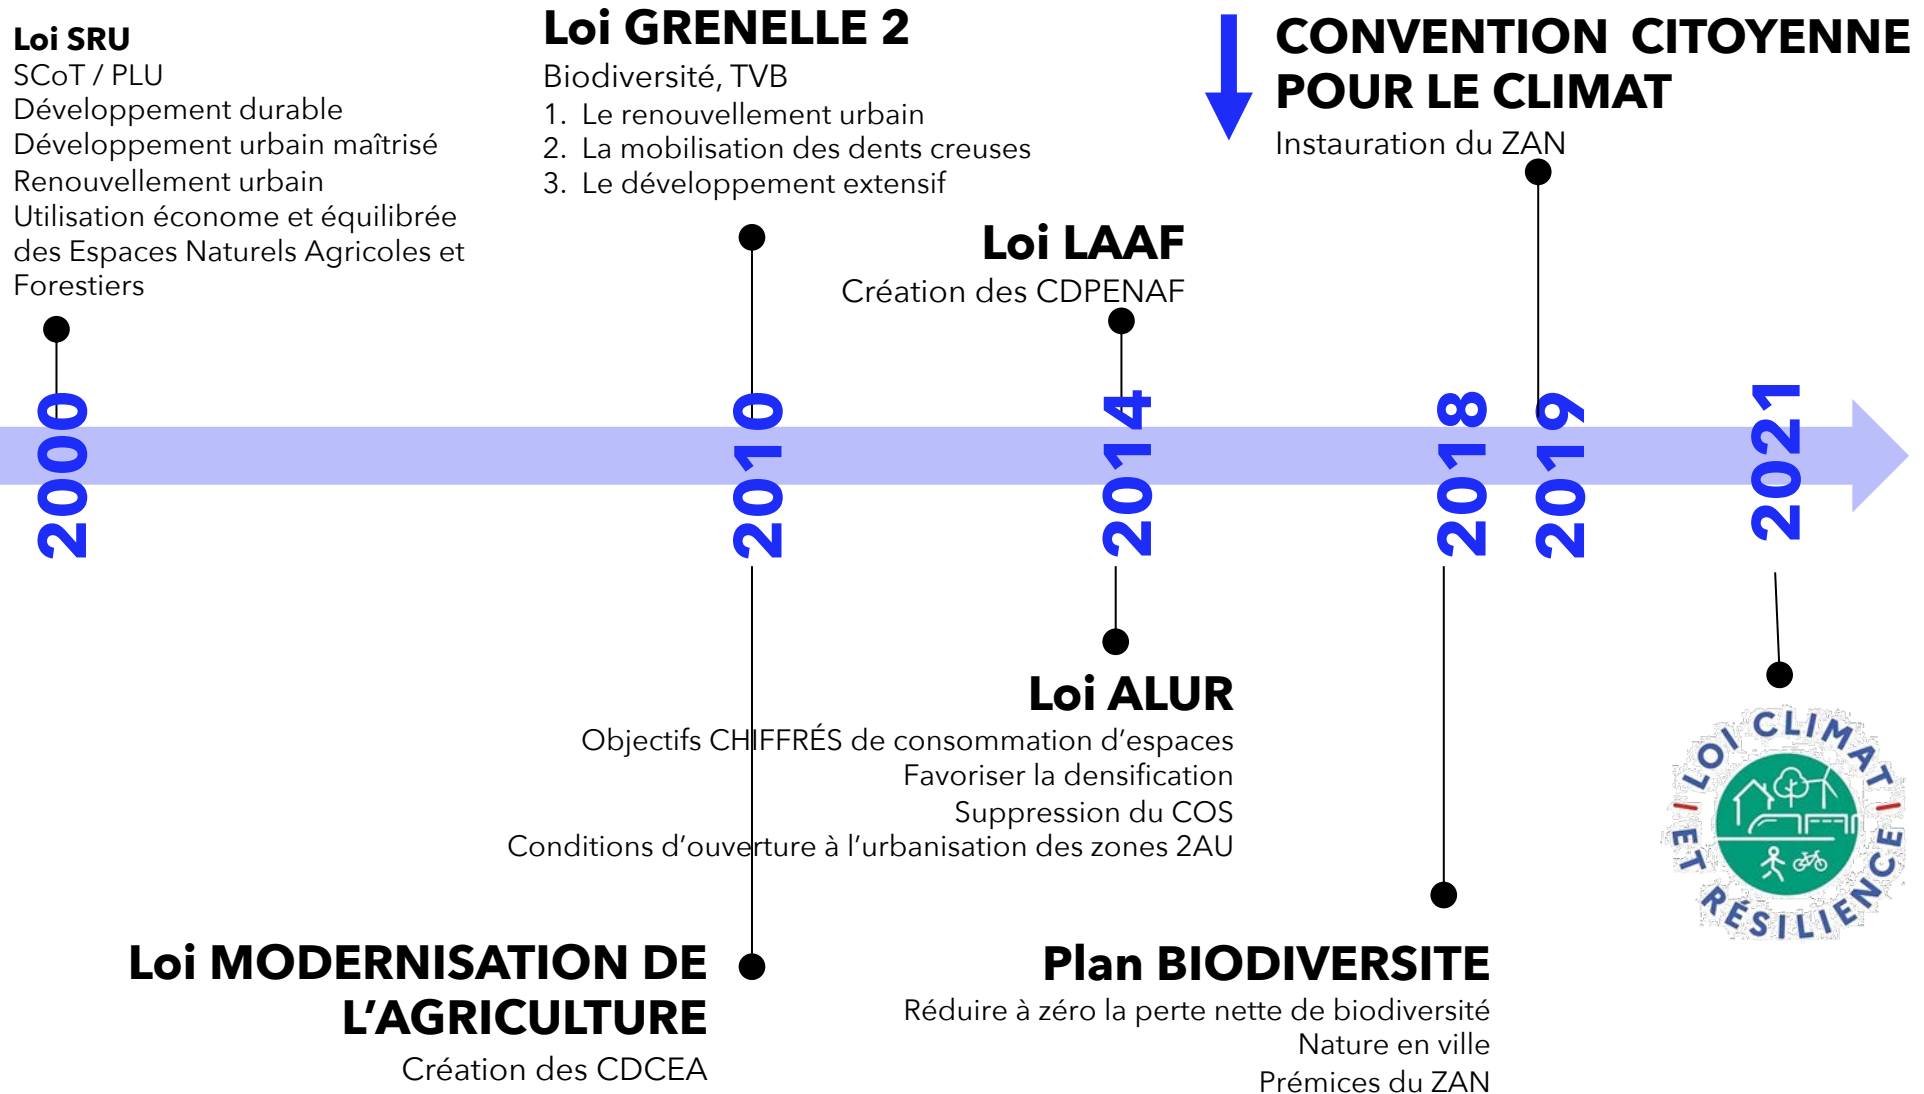 Loi SRU
SCoT / PLU
Développement durable
Développement urbain maîtrisé
Renouvellement urbain
Utilisation économe et équilibrée
des Espaces Naturels Agricoles et
Forestiers
Loi GRENELLE 2
Biodiversité, TVB
1. Le renouvellement urbain
2. La mobilisation des dents creuses
3. Le développement extensif
Loi LAAF
Création des CDPENAF
CONVENTION CITOYENNE
POUR LE CLIMAT
Instauration du ZAN
2000
2010
2014
2018
2019
2021
Loi ALUR
Objectifs CHIFFRÉS de consommation d’espaces
Favoriser la densification
Suppression du COS
Conditions d’ouverture à l’urbanisation des zones 2AU
Loi MODERNISATION DE
L’AGRICULTURE
Création des CDCEA
Plan BIODIVERSITE
Réduire à zéro la perte nette de biodiversité
Nature en ville
Prémices du ZAN
LOI CLIMAT
ET RÉSILIENCE